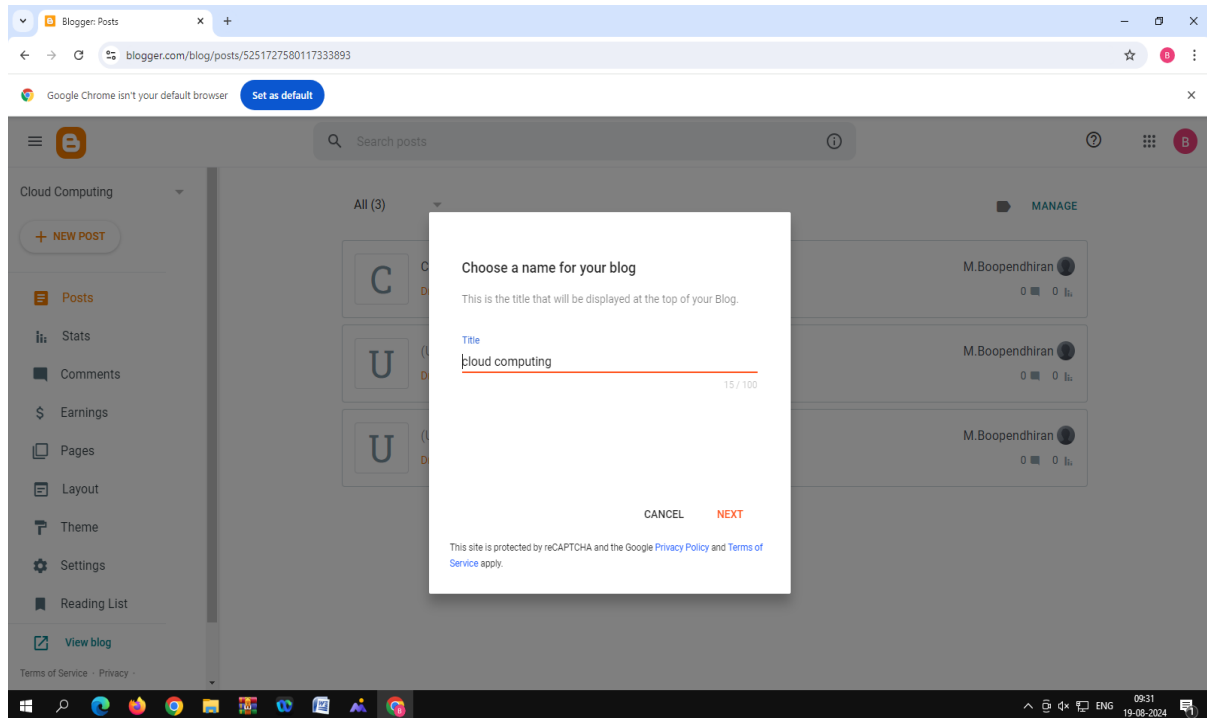 Blogger: Posts
blogger.com/blog/posts/5251727580117333893
B
Google Chrome isn't your default browser Set as default
Search posts
B
Cloud Computing
All (3)
MANAGE
NEW POST
Choose a name for your blog
This is the title that will be displayed at the top of your Blog.
Title
cloud computing
15 / 100
CANCEL NEXT
This site is protected by reCAPTCHA and the Google Privacy Policy and Terms of
Service apply.
C
M.Boopendhiran
0 0
U
M.Boopendhiran
0 0
U
M.Boopendhiran
0 0
Posts
Stats
Comments
Earnings
Pages
Layout
Theme
Settings
Reading List
View blog
Terms of Service · Privacy ·
ENG
09:31
19-08-2024